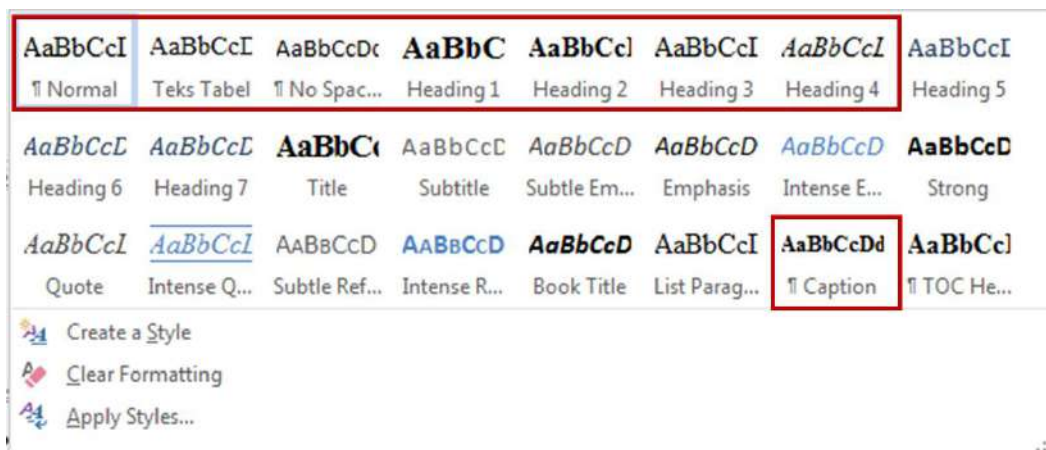 AaBbCcI AaBbCcI AaBbCcDc AaBbC AaBbCcl AaBbCcI AaBbCcI AaBbCcI
¶ Normal Teks Tabel ¶ No Spac... Heading 1 Heading 2 Heading 3 Heading 4 Heading 5
AaBbCcD AaBbCcD AaBbCc AaBbCcD AaBbCcD AaBbCcD AaBbCcD AaBbCcD
Heading 6 Heading 7 Title Subtitle Subtle Em... Emphasis Intense E... Strong
AaBbCcI AaBbCcI AaBbCcD AaBbCcD AaBbCcD AaBbCcI AaBbCcDd AaBbCcl
Quote Intense Q... Subtle Ref... Intense R... Book Title List Parag... ¶ Caption ¶ TOC He...
Create a Style
Clear Formatting
Apply Styles...